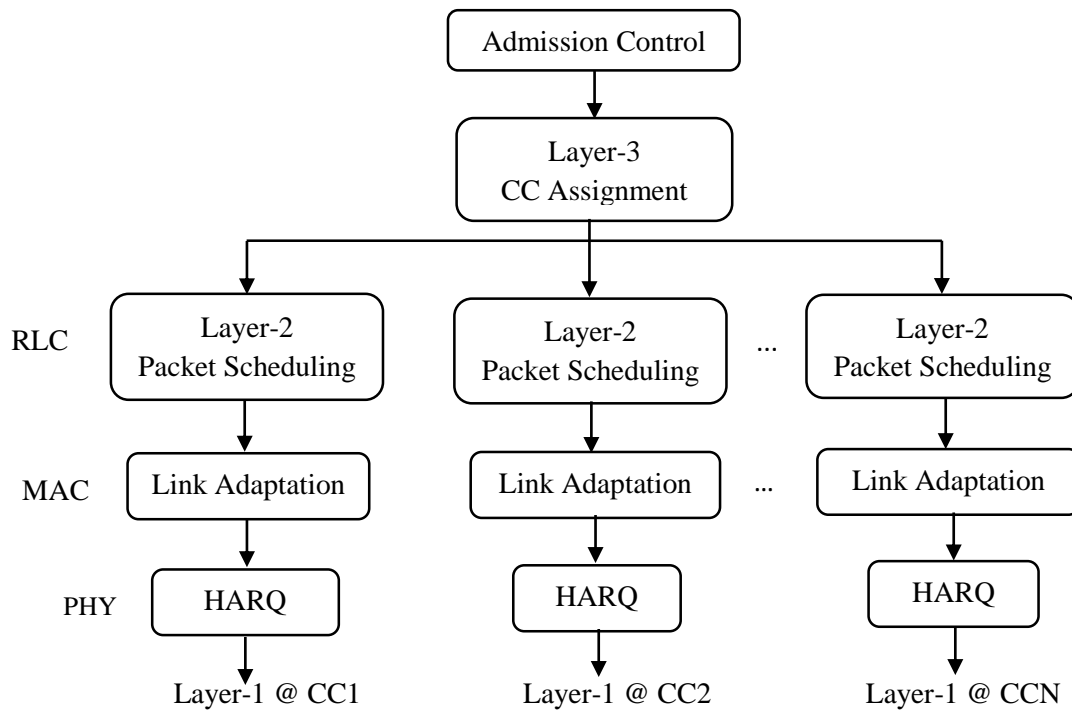 Admission Control
Layer-3
CC Assignment
RLC
Layer-2
Packet Scheduling
Layer-2
Packet Scheduling
...
Layer-2
Packet Scheduling
MAC
Link Adaptation
Link Adaptation
...
Link Adaptation
PHY
HARQ
HARQ
HARQ
Layer-1 @ CC1
Layer-1 @ CC2
Layer-1 @ CCN